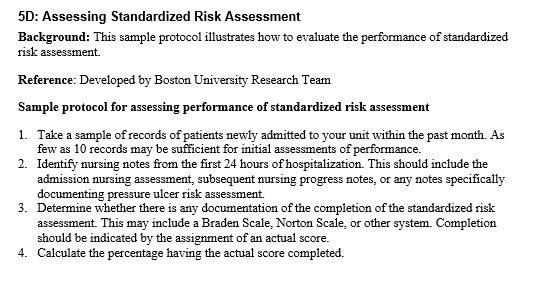 5D: Assessing Standardized Risk Assessment
Background: This sample protocol illustrates how to evaluate the performance of standardized
risk assessment.
Reference: Developed by Boston University Research Team
Sample protocol for assessing performance of standardized risk assessment
1. Take a sample of records of patients newly admitted to your unit within the past month. As
few as 10 records may be sufficient for initial assessments of performance.
2. Identify nursing notes from the first 24 hours of hospitalization. This should include the
admission nursing assessment, subsequent nursing progress notes, or any notes specifically
documenting pressure ulcer risk assessment.
3. Determine whether there is any documentation of the completion of the standardized risk
assessment. This may include a Braden Scale, Norton Scale, or other system. Completion
should be indicated by the assignment of an actual score.
4. Calculate the percentage having the actual score completed.